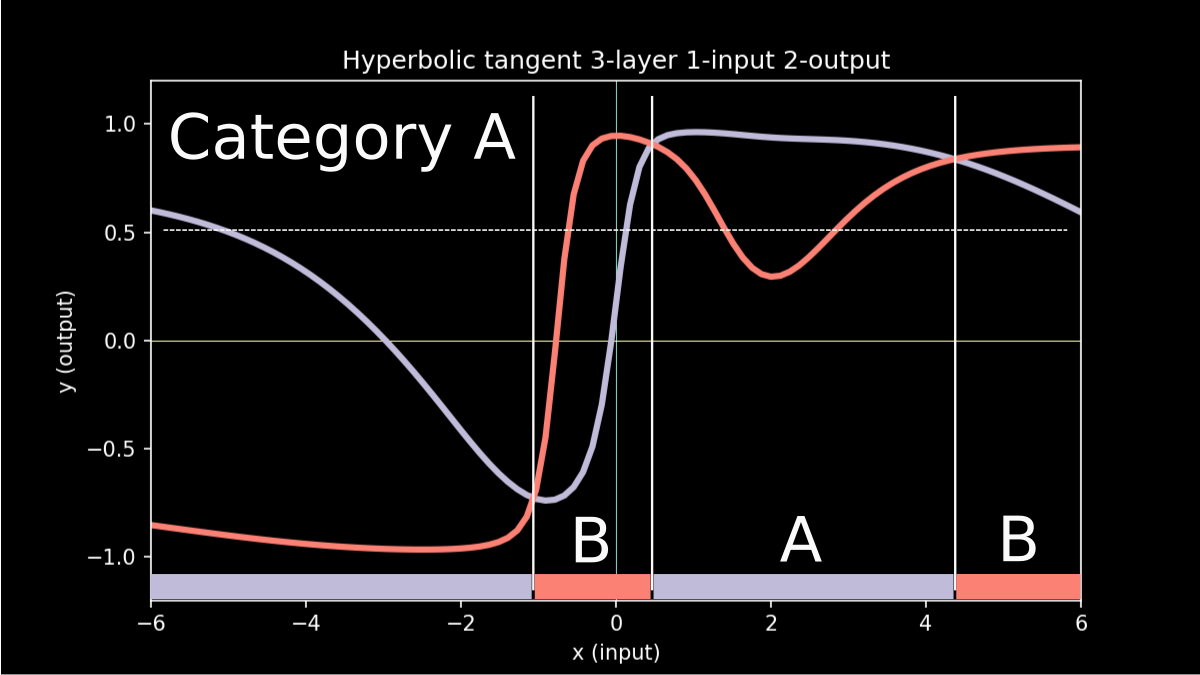 Hyperbolic tangent 3-layer 1-input 2-output
Category A
1.0
0.5
0.0
−0.5
−1.0
y (output)
B
A
B
−6
−4
−2
0
2
4
6
x (input)